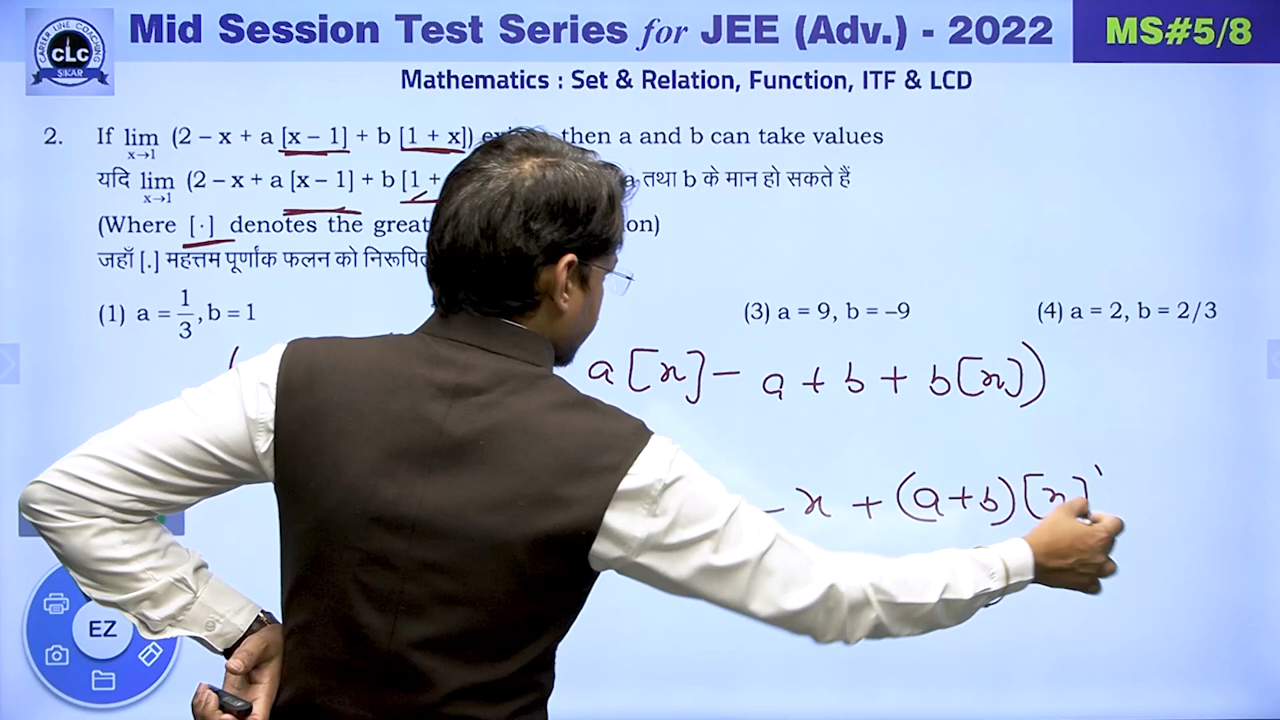 CAREER LINE COACHING
CLC
SIKAR
Mid Session Test Series for JEE (Adv.) - 2022
MS#5/8
Mathematics : Set & Relation, Function, ITF & LCD
2. If lim x→1 (2 – x + a [x – 1] + b [1 + x]) then a and b can take values
यदि lim x→1 (2 – x + a [x – 1] + b [1 + तथा b के मान हो सकते हैं
(Where [·] denotes the
जहाँ [.] महत्तम पूर्णांक फलन को
(1) a = 1/3, b = 1 (3) a = 9, b = –9 (4) a = 2, b = 2/3
( a[x] – a + b + b[x])
– x + (a+b)[x]
EZ